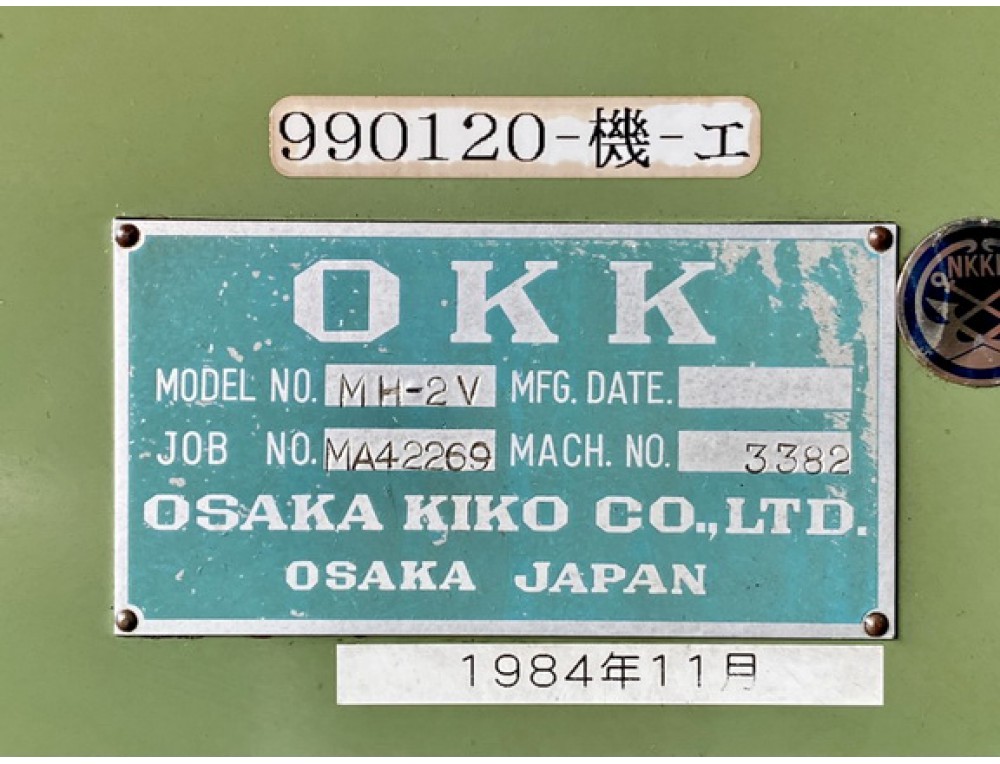 990120-機-エ
OKK
MODEL NO. MH-2V MFG. DATE.
JOB NO. MA42269 MACH. NO. 3382
OSAKA KIKO CO.,LTD.
OSAKA JAPAN
1984年11月